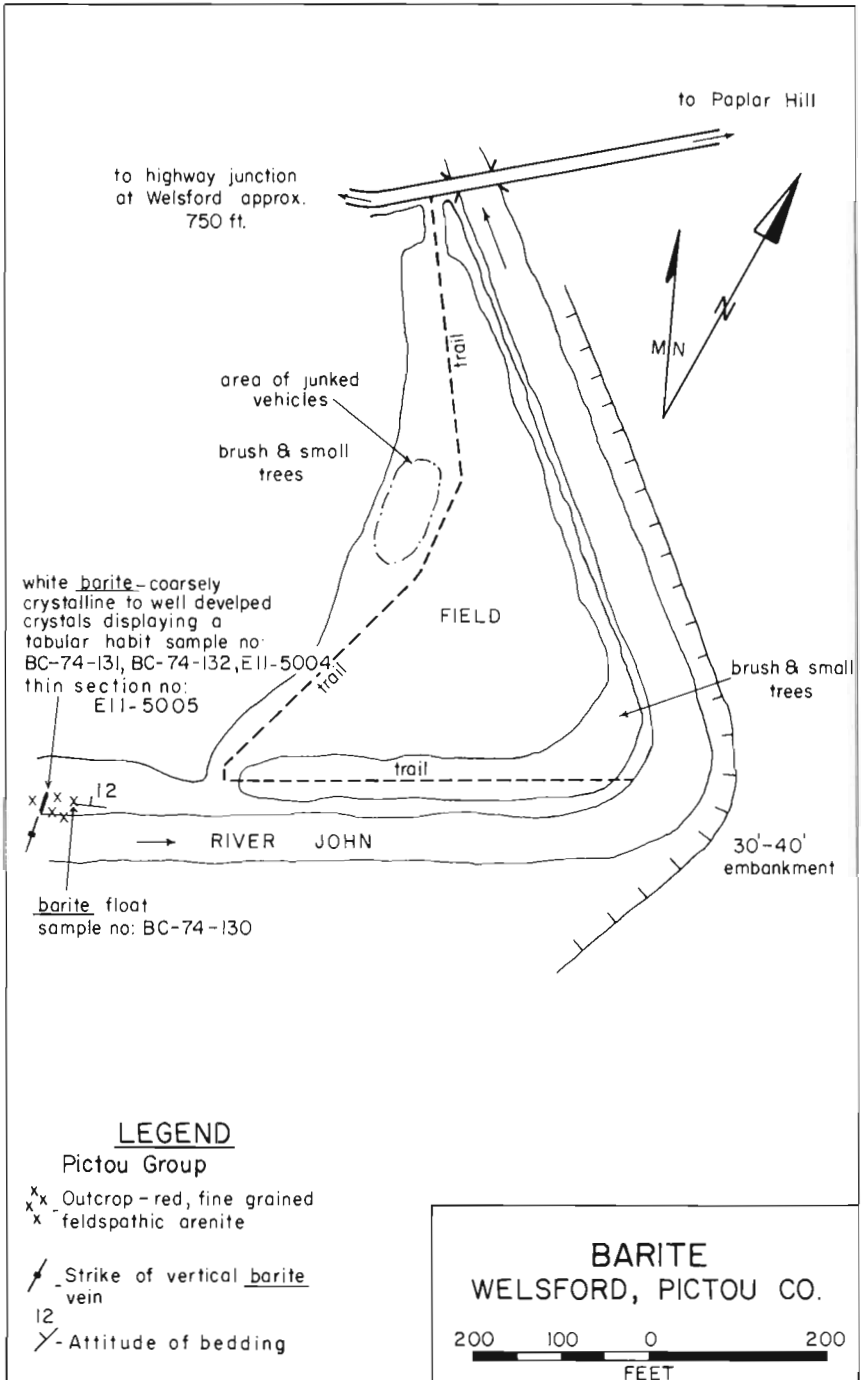 to Paplar Hill
to highway junction
at Welsford approx.
750 ft.
N
MN
trail
area of junked
vehicles
brush & small
trees
white barite-coarsely
crystalline to well develped
crystals displaying a
tabular habit sample no:
BC-74-131, BC-74-132, E11-5004.
thin section no:
E11-5005
FIELD
trail
brush & small
trees
trail
12
RIVER JOHN
30'-40'
embankment
barite float
sample no: BC-74-130
LEGEND
Pictou Group
x x x x - Outcrop - red, fine grained
feldspathic arenite
- Strike of vertical barite
vein
12
- Attitude of bedding
BARITE
WELSFORD, PICTOU CO.
200 100 0 200
FEET